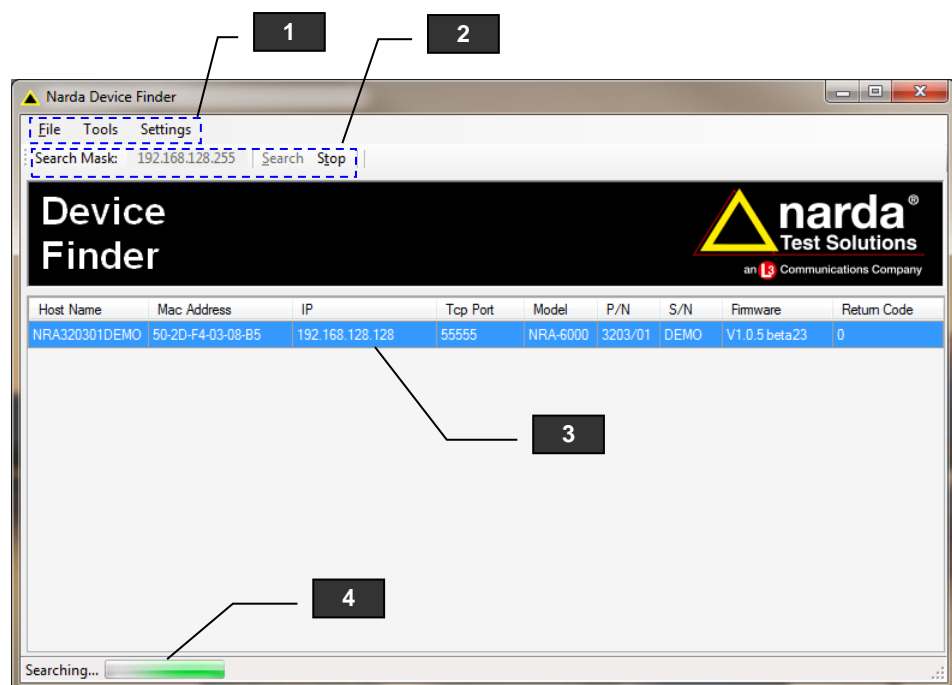 1
2
Narda Device Finder
File Tools Settings
Search Mask: 192.168.128.255 Search Stop
Device
Finder
narda®
Test Solutions
an L3 Communications Company
Host Name Mac Address IP Tcp Port Model P/N S/N Firmware Return Code
NRA320301DEMO 50-2D-F4-03-08-B5 192.168.128.128 55555 NRA-6000 3203/01 DEMO V1.0.5 beta23 0
3
4
Searching...